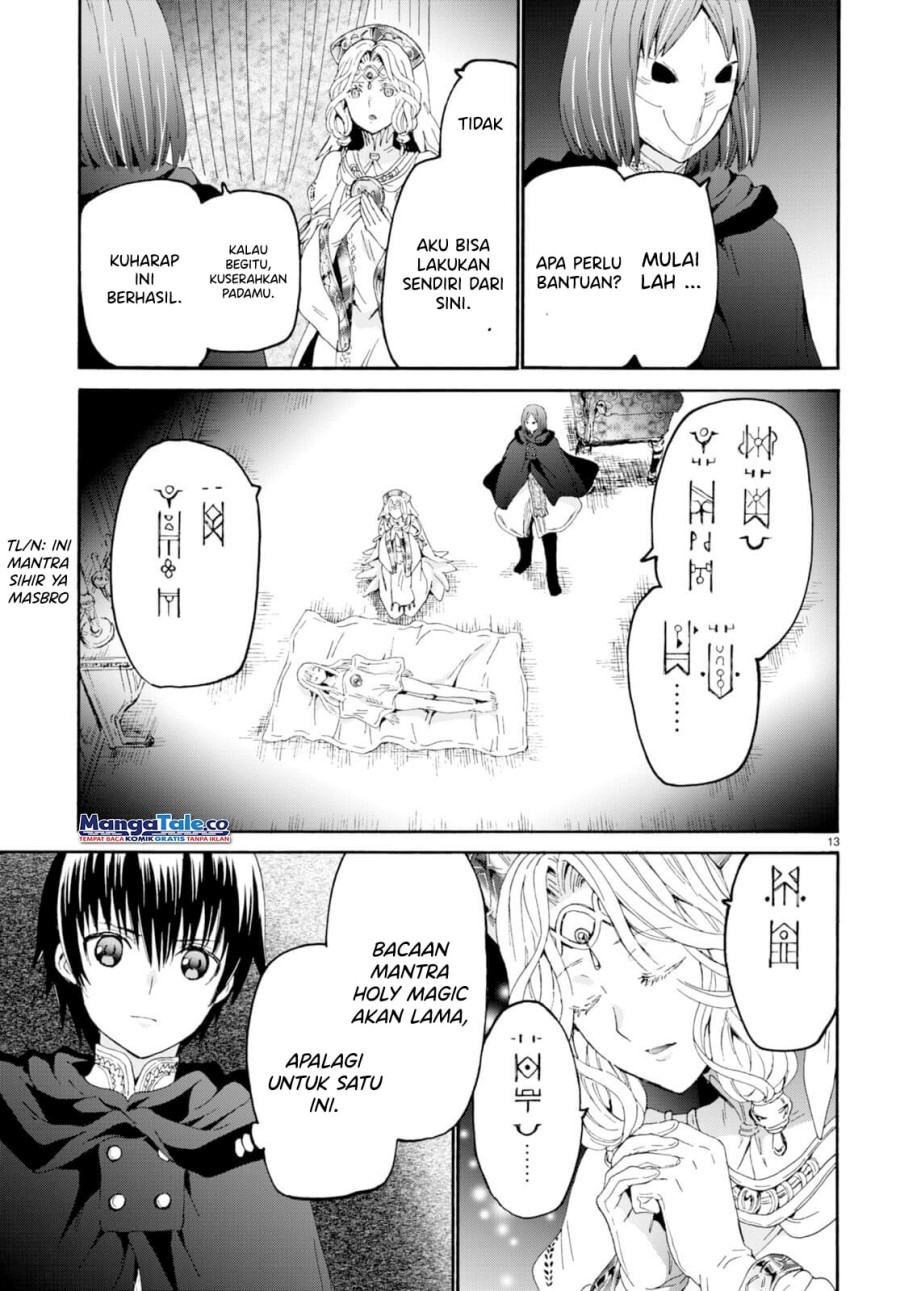 MULAI
LAH ...
APA PERLU
BANTUAN?
TIDAK
AKU BISA
LAKUKAN
SENDIRI DARI
SINI.
KALAU
BEGITU,
KUSERAHKAN
PADAMU.
KUHARAP
INI
BERHASIL.
TL/N: INI
MANTRA
SIHIR YA
MASBRO
MangaTale.co
TEMPAT BACA KOMIK GRATIS TANPA IKLAN
13
BACAAN
MANTRA
HOLY MAGIC
AKAN LAMA,
APALAGI
UNTUK SATU
INI.